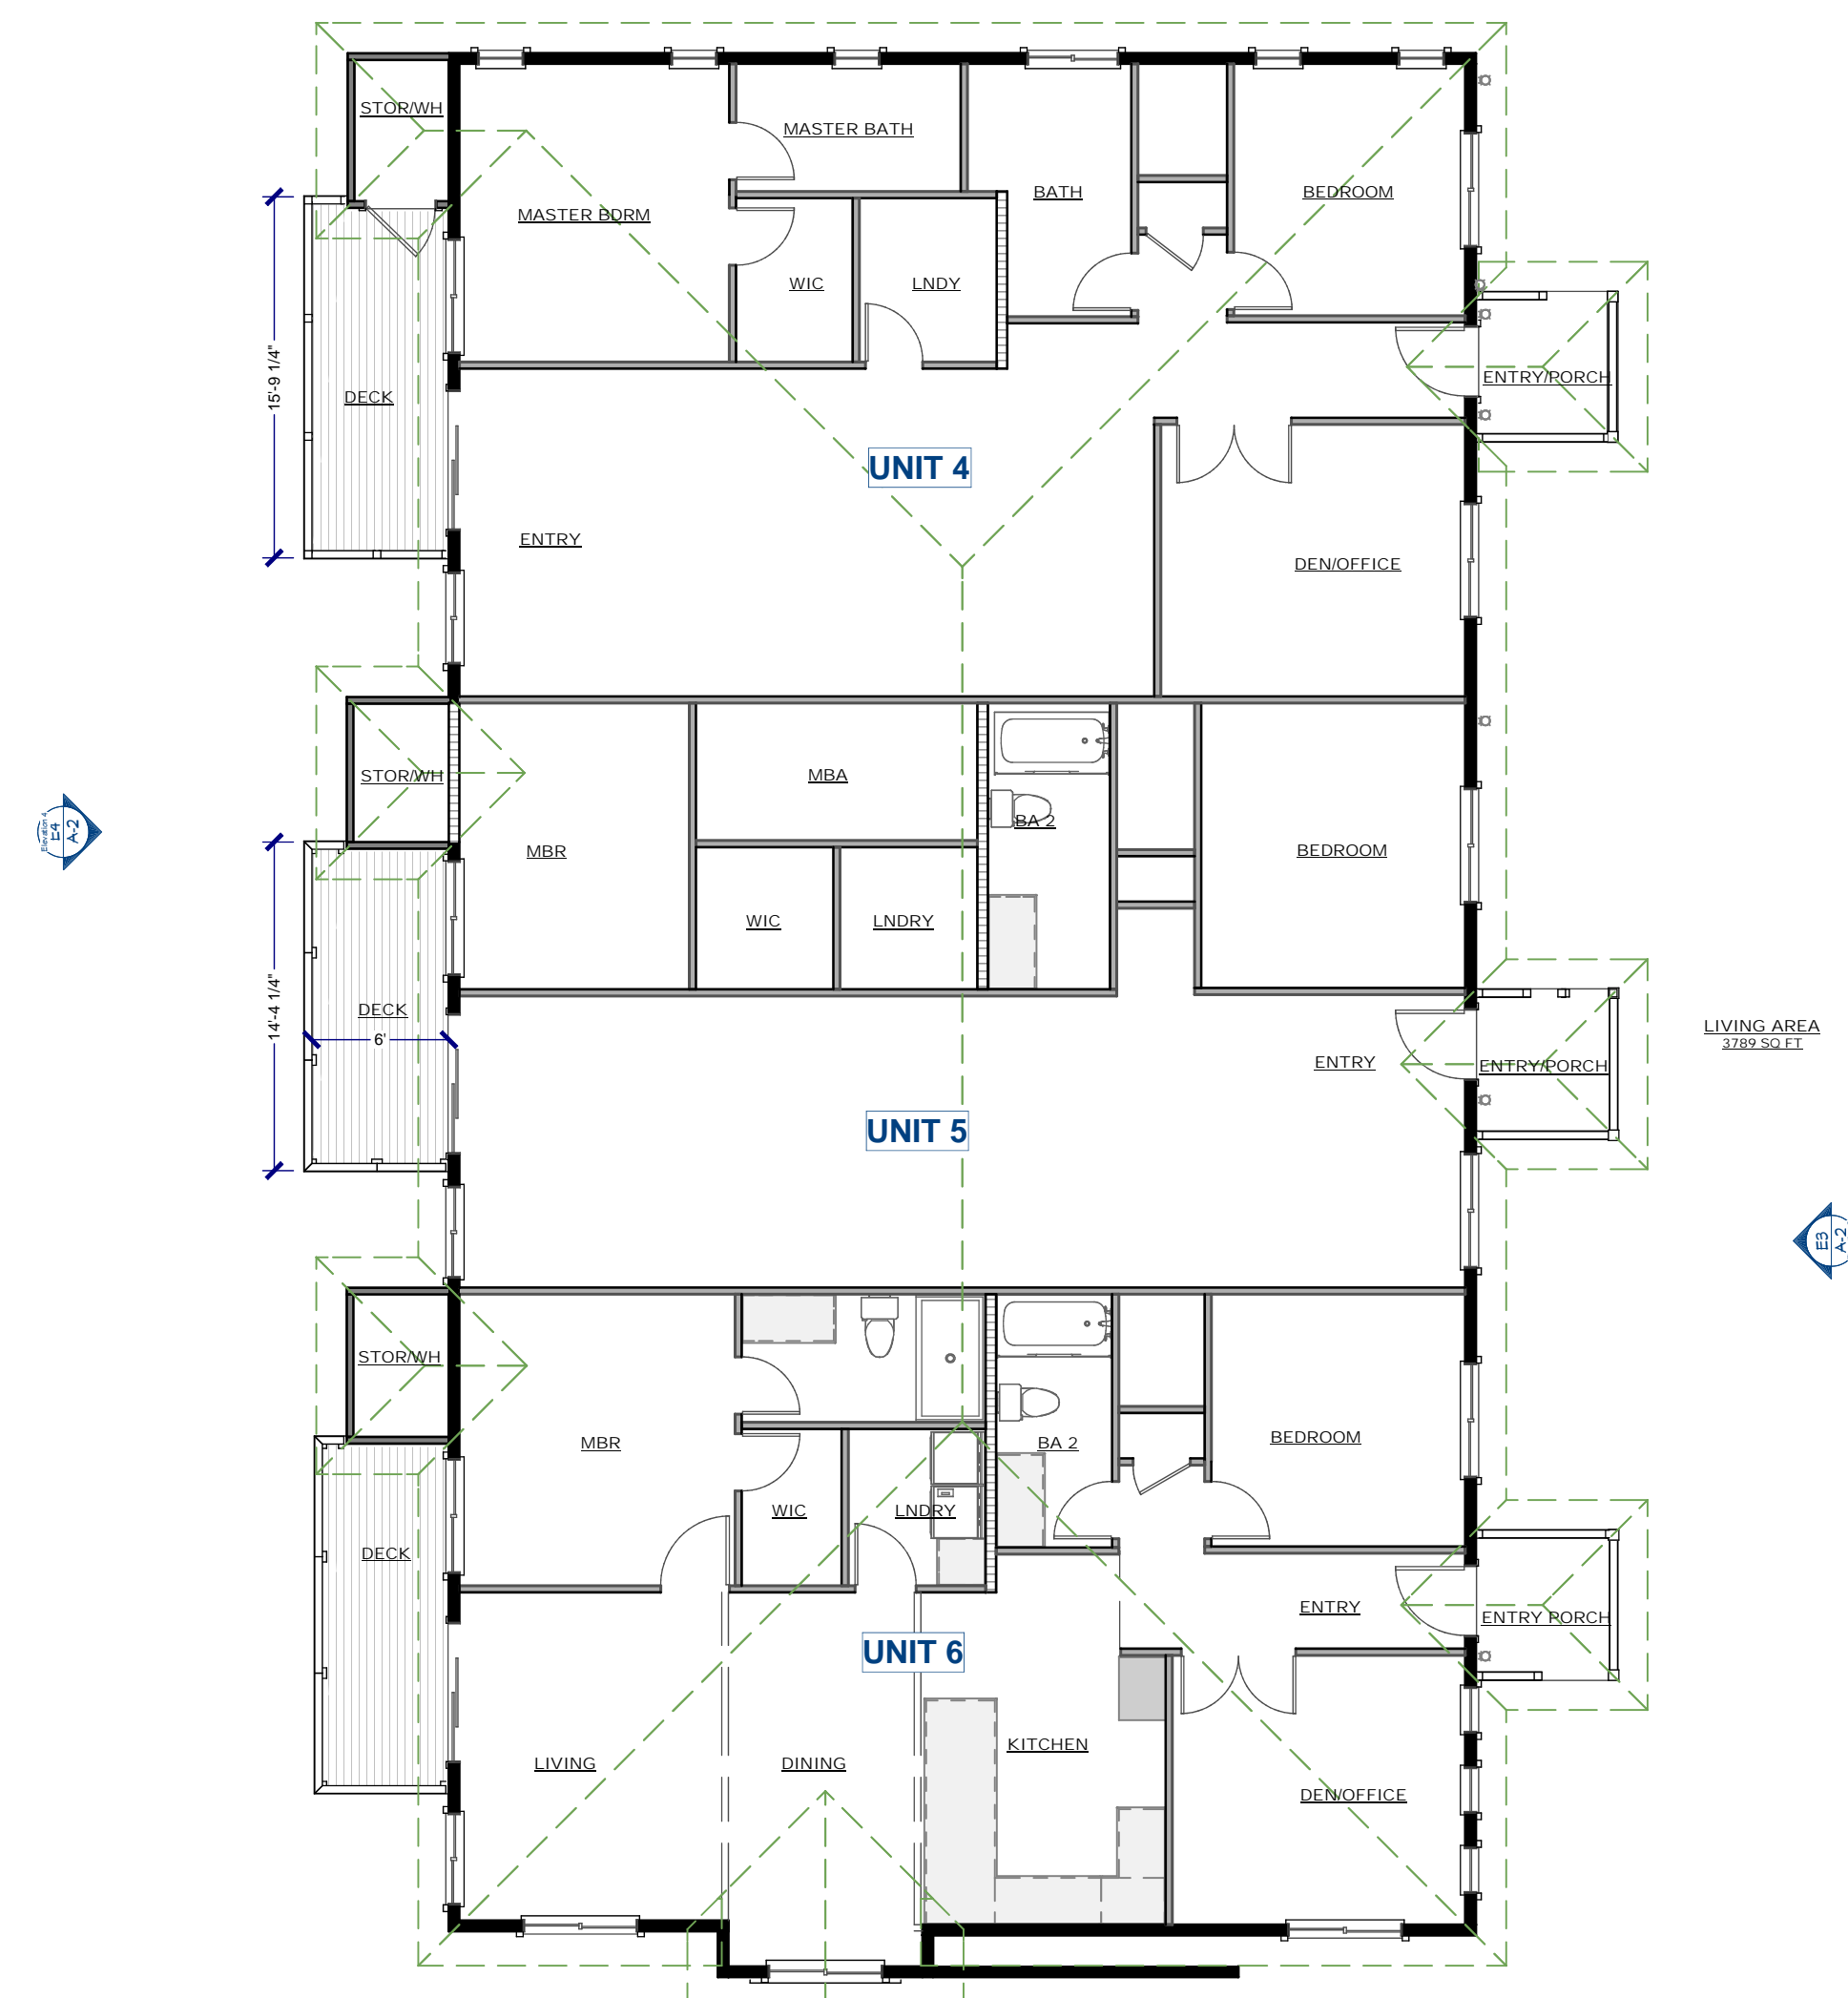 STOR/WH
MASTER BATH
BATH
BEDROOM
MASTER BDRM
WIC
LNDY
15'-9 1/4"
DECK
ENTRY/PORCH
UNIT 4
ENTRY
DEN/OFFICE
STOR/WH
MBA
BA 2
Elevation 4
E4
A-2
MBR
BEDROOM
WIC
LNDRY
14'-4 1/4"
DECK
6'
LIVING AREA
3789 SQ FT
ENTRY
ENTRY/PORCH
UNIT 5
E3
A-2
STOR/WH
MBR
BA 2
BEDROOM
WIC
LNDRY
DECK
ENTRY
ENTRY PORCH
UNIT 6
KITCHEN
LIVING
DINING
DEN/OFFICE